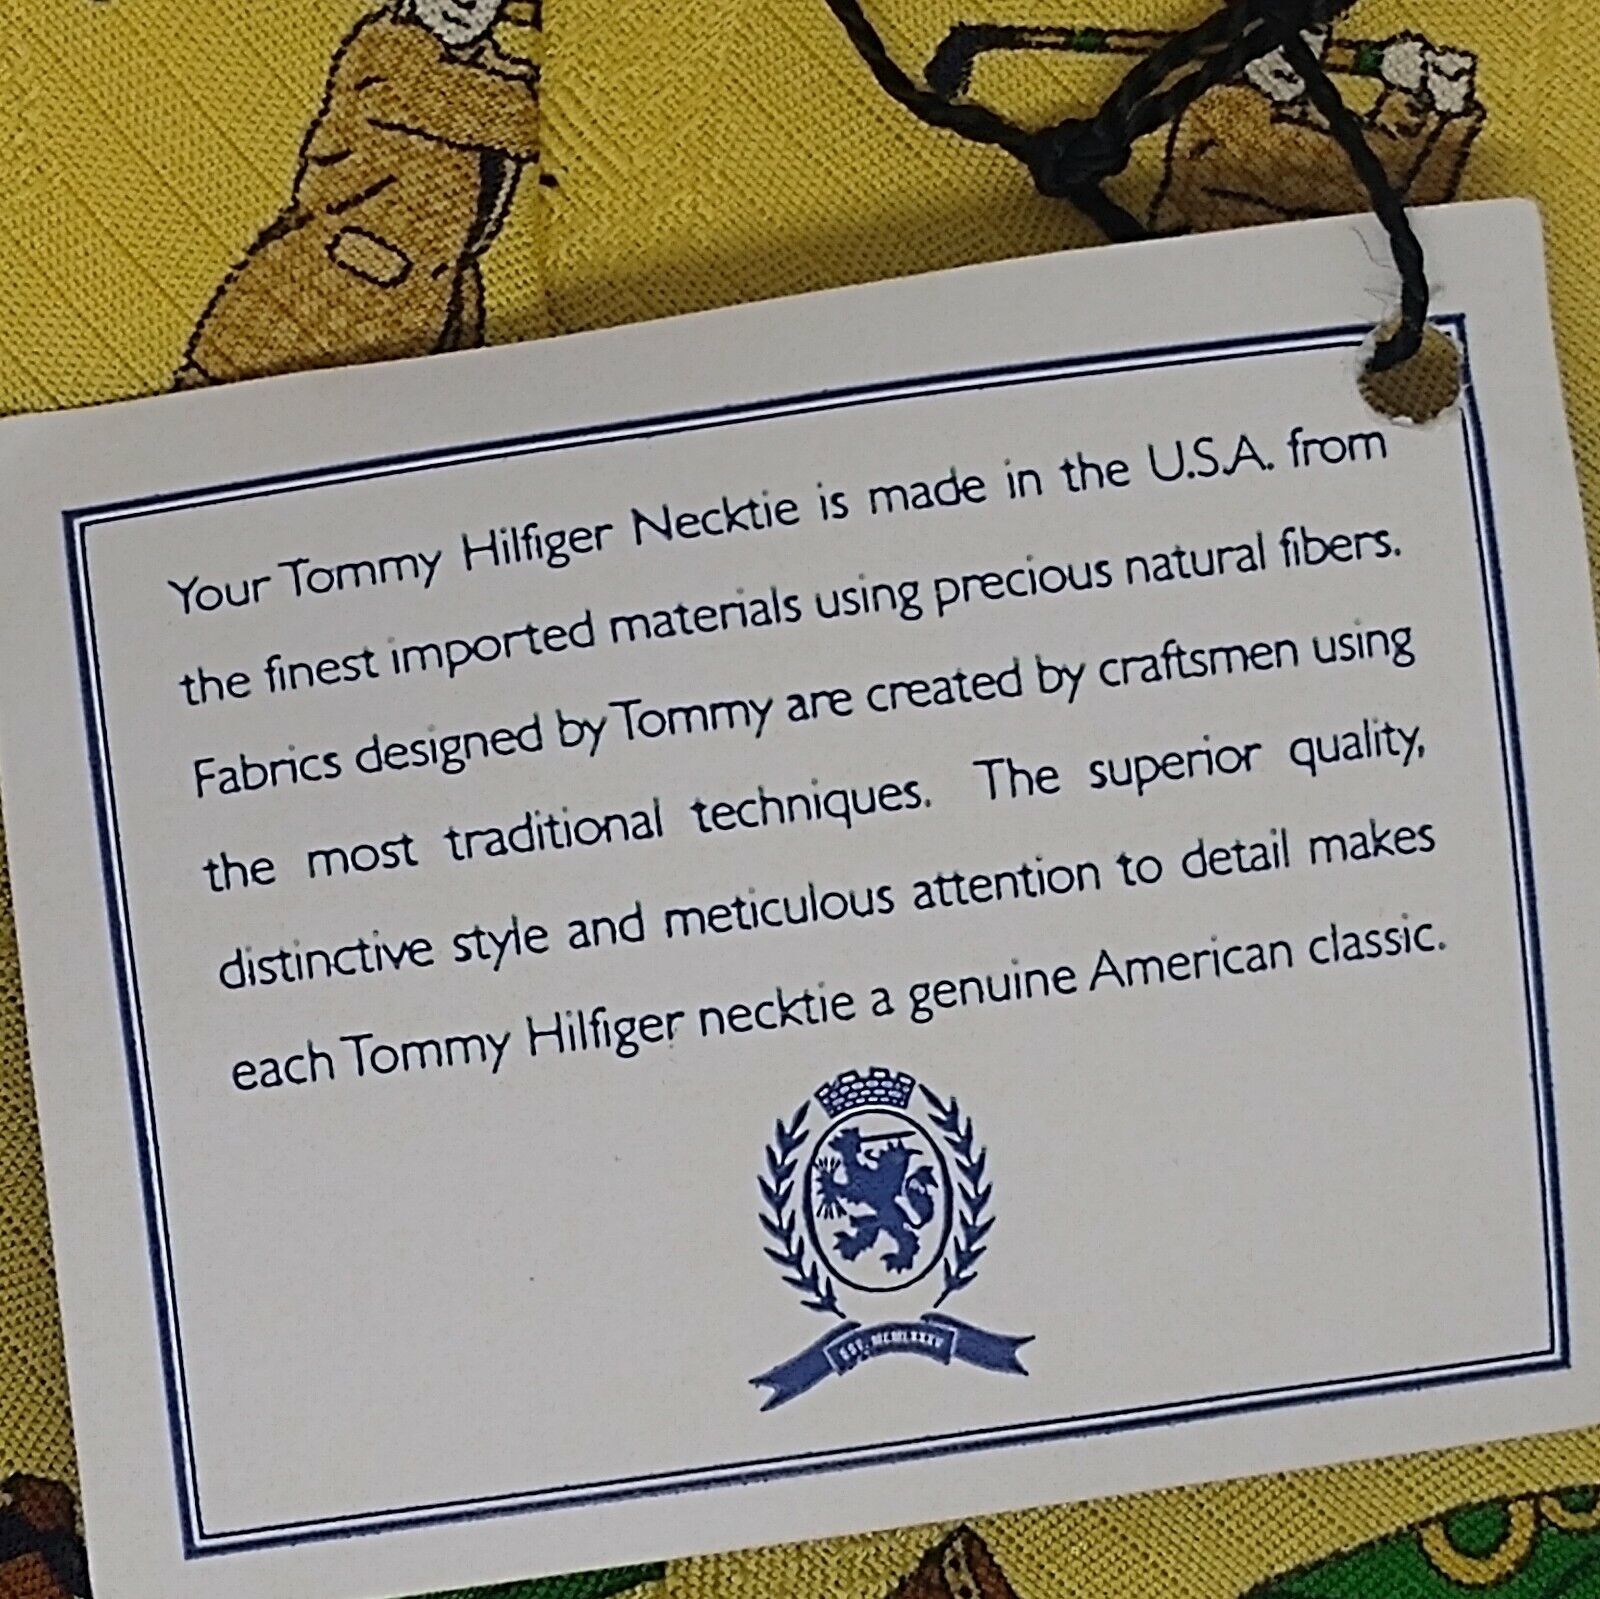 Your Tommy Hilfiger Necktie is made in the U.S.A. from
the finest imported materials using precious natural fibers.
Fabrics designed by Tommy are created by craftsmen using
the most traditional techniques. The superior quality,
distinctive style and meticulous attention to detail makes
each Tommy Hilfiger necktie a genuine American classic.
EST. MCMLXXXV